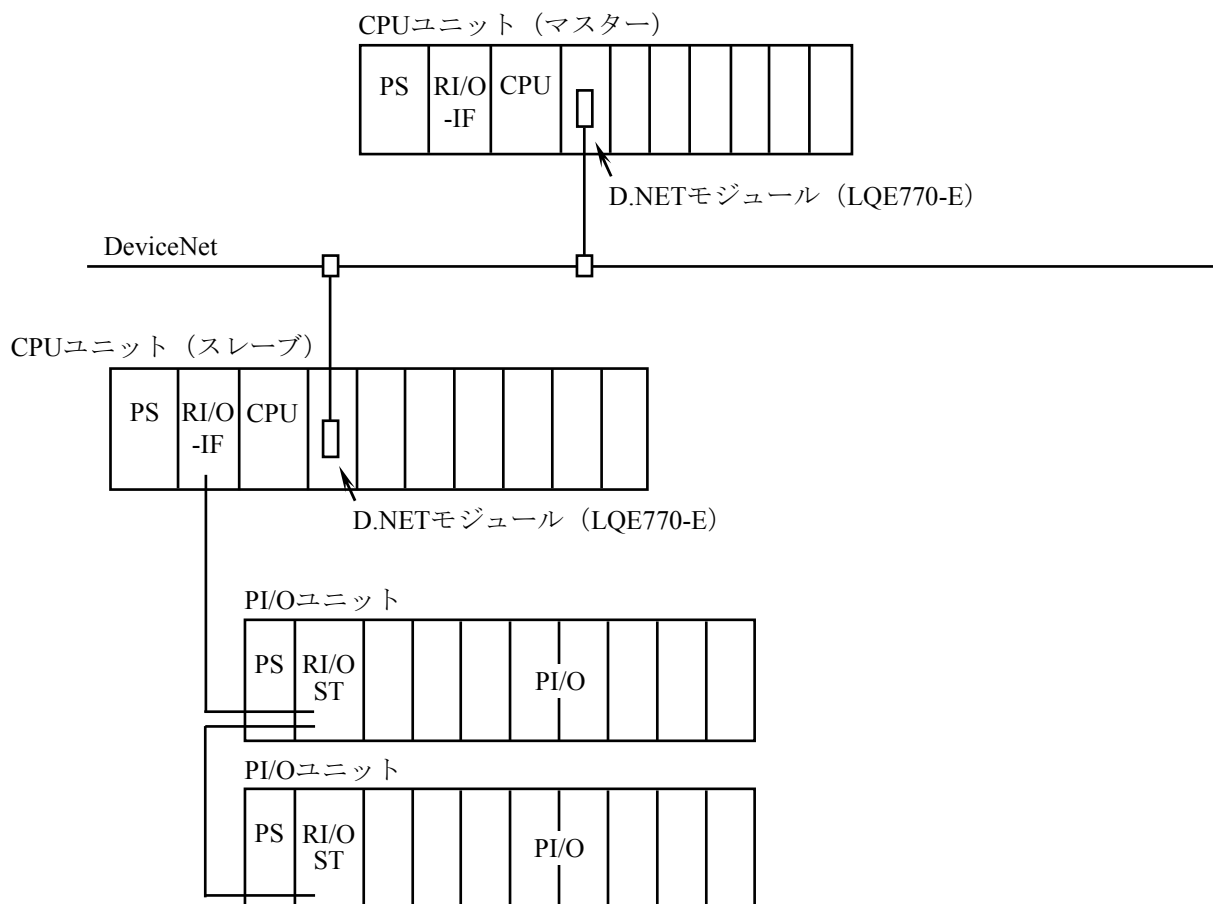 CPUユニット（マスター）
PS
RI/O
-IF
CPU
D.NETモジュール（LQE770-E）
DeviceNet
CPUユニット（スレーブ）
PS
RI/O
-IF
CPU
D.NETモジュール（LQE770-E）
PI/Oユニット
PS
RI/O
ST
PI/O
PI/Oユニット
PS
RI/O
ST
PI/O